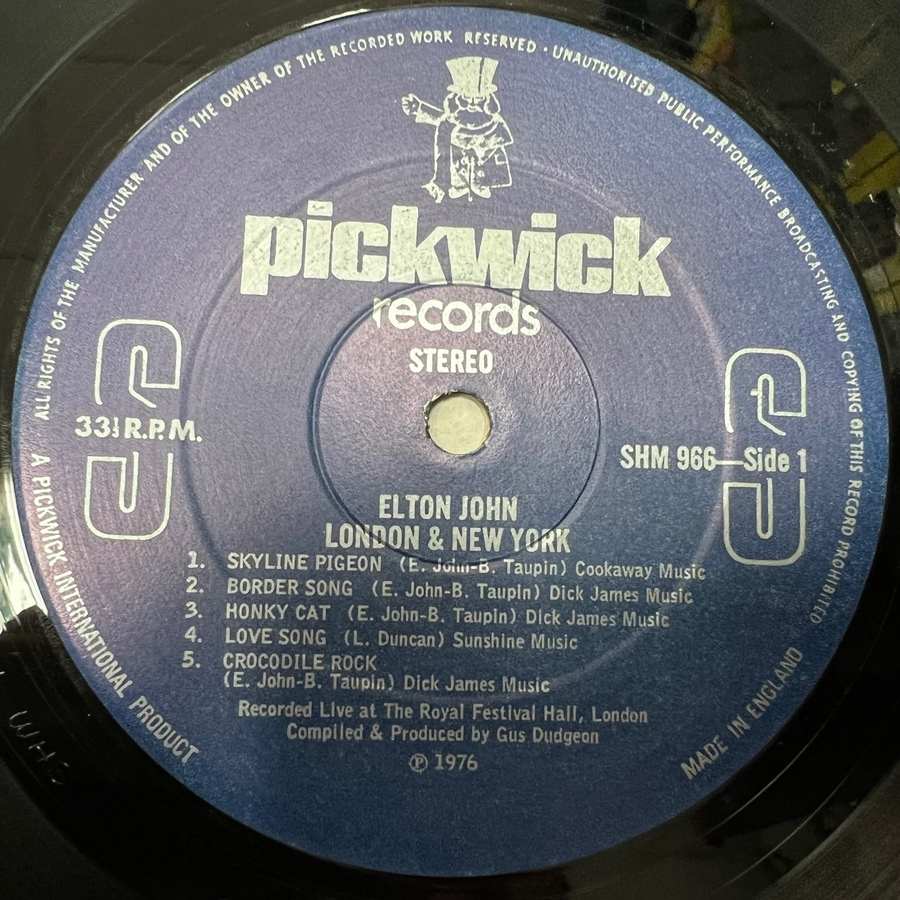 ALL RIGHTS OF THE MANUFACTURER AND OF THE OWNER OF THE RECORDED WORK RESERVED · UNAUTHORISED PUBLIC PERFORMANCE BROADCASTING AND COPYING OF THIS RECORD PROHIBITED
pickwick
records
STEREO
33⅓ R.P.M.
SHM 966—Side 1
ELTON JOHN
LONDON & NEW YORK
1. SKYLINE PIGEON (E. John-B. Taupin) Cookaway Music
2. BORDER SONG (E. John-B. Taupin) Dick James Music
3. HONKY CAT (E. John-B. Taupin) Dick James Music
4. LOVE SONG (L. Duncan) Sunshine Music
5. CROCODILE ROCK
(E. John-B. Taupin) Dick James Music
Recorded Live at The Royal Festival Hall, London
Compiled & Produced by Gus Dudgeon
℗ 1976
A PICKWICK INTERNATIONAL PRODUCT
MADE IN ENGLAND